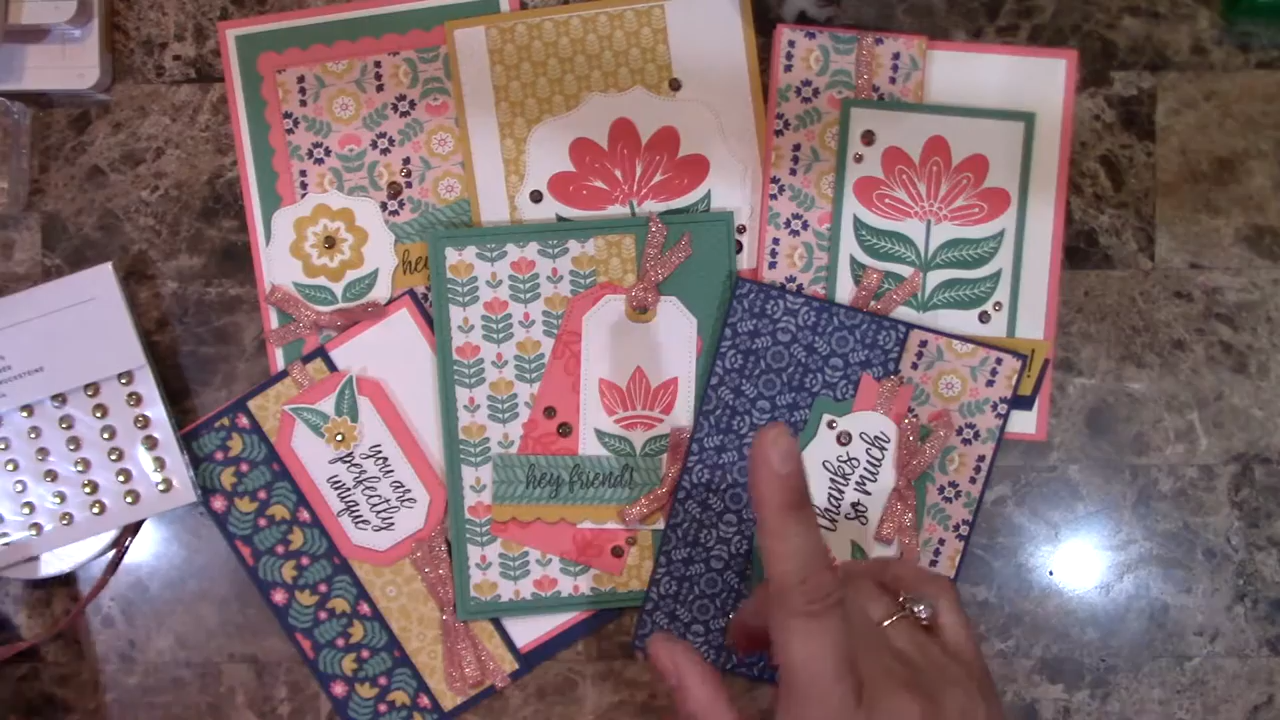 hey
hey friend!
you are
perfectly
unique
thanks
so much